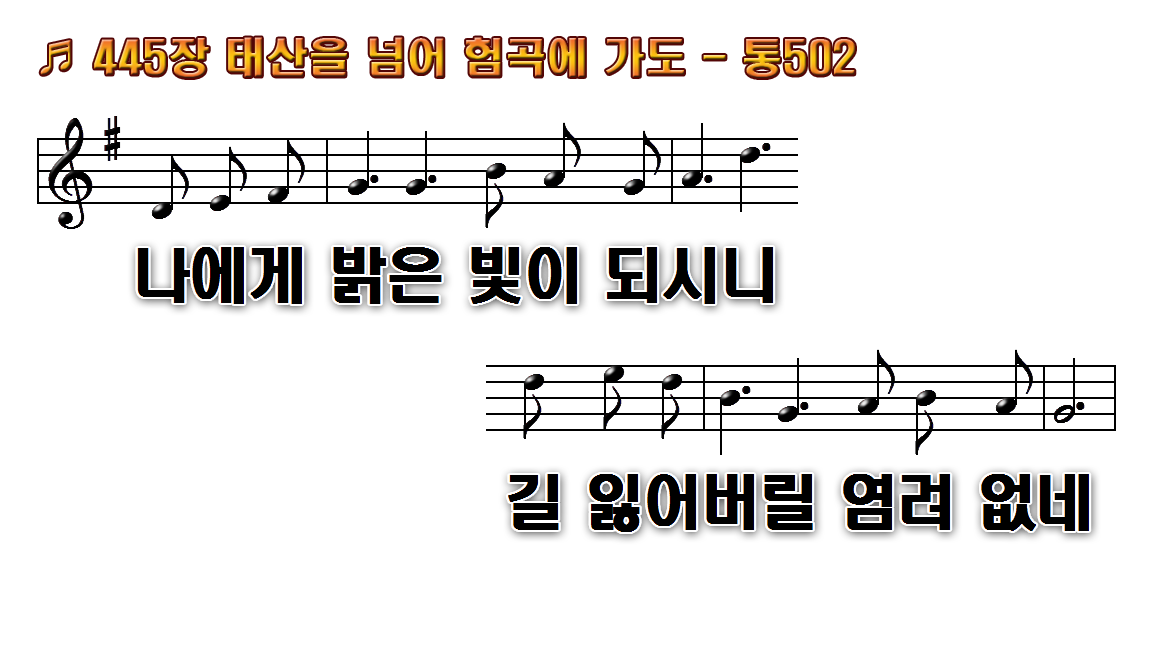 ♬ 445장 태산을 넘어 험곡에 가도 - 통502
나에게 밝은 빛이 되시니
길 잃어버릴 염려 없네